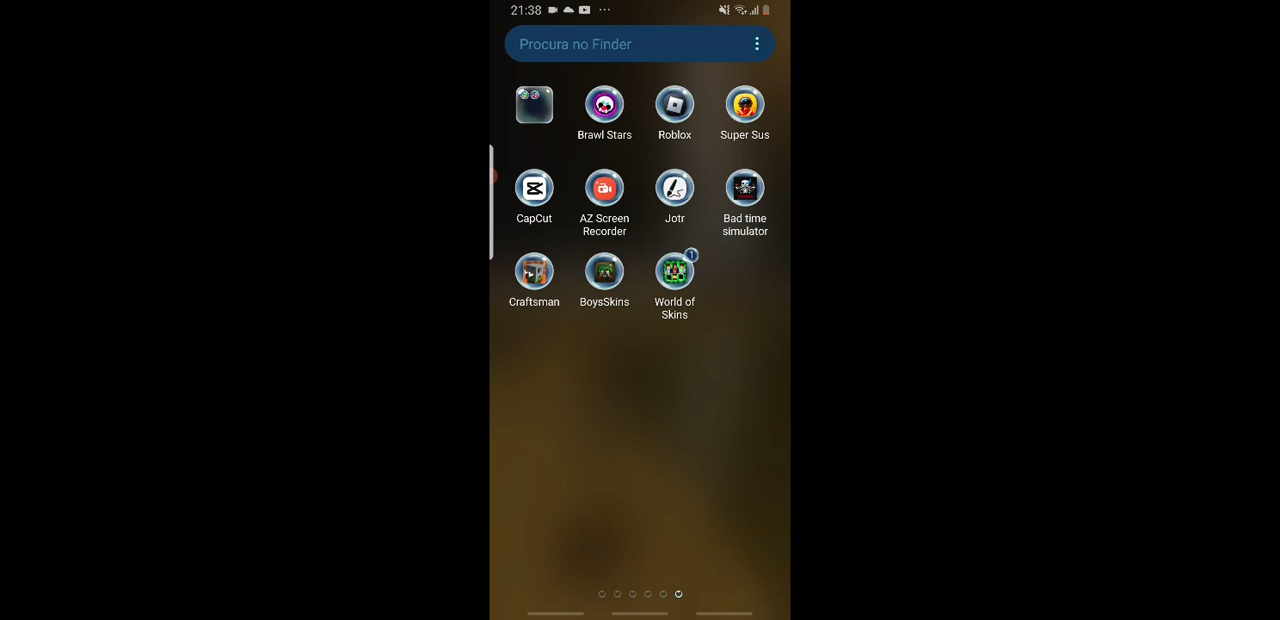 21:38
Procura no Finder
Brawl Stars
Roblox
Super Sus
CapCut
AZ Screen
Recorder
Jotr
Bad time
simulator
Craftsman
BoysSkins
1
World of
Skins